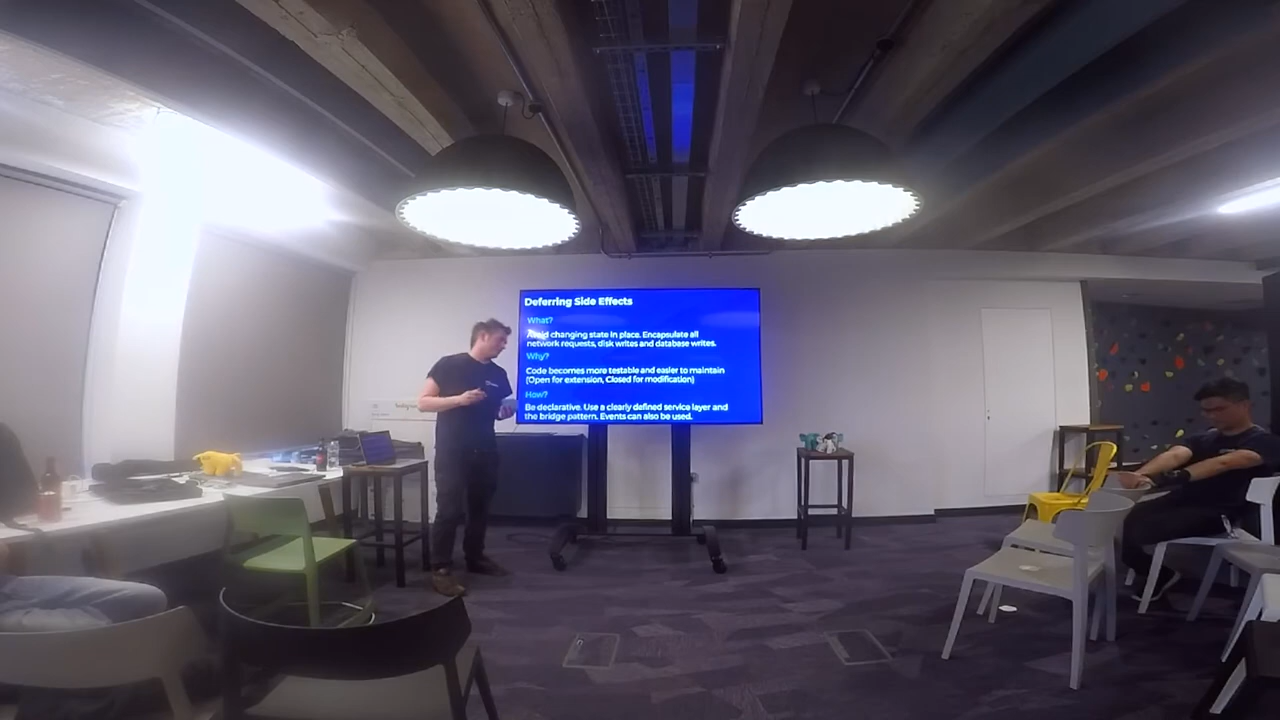 Deferring Side Effects
What?
Avoid changing state in place. Encapsulate all
network requests, disk writes and database writes.
Why?
Code becomes more testable and easier to maintain
(Open for extension, Closed for modification)
How?
Be declarative. Use a clearly defined service layer and
the bridge pattern. Events can also be used.